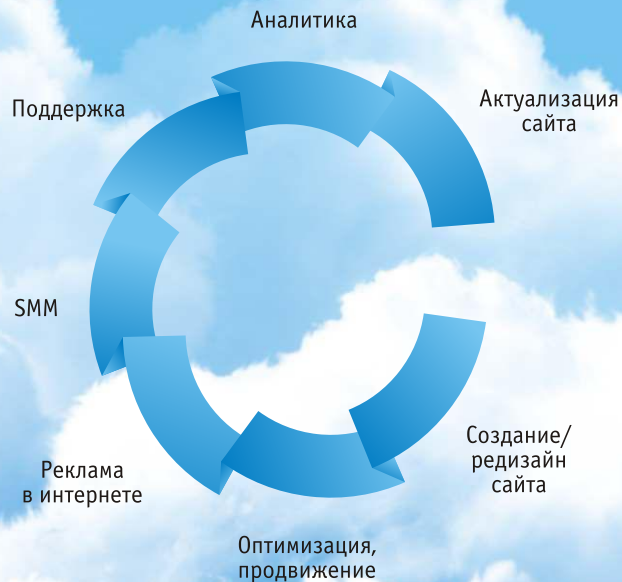 Аналитика
Актуализация
сайта
Поддержка
SMM
Создание/
редизайн
сайта
Реклама
в интернете
Оптимизация,
продвижение